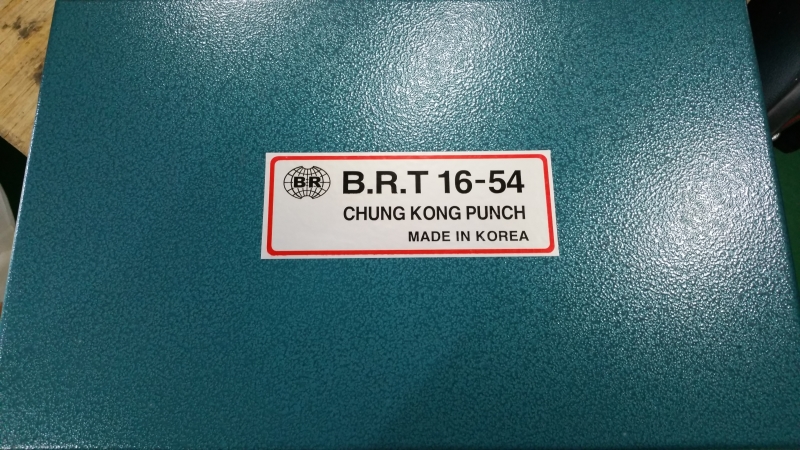 BR B.R.T 16-54
CHUNG KONG PUNCH
MADE IN KOREA